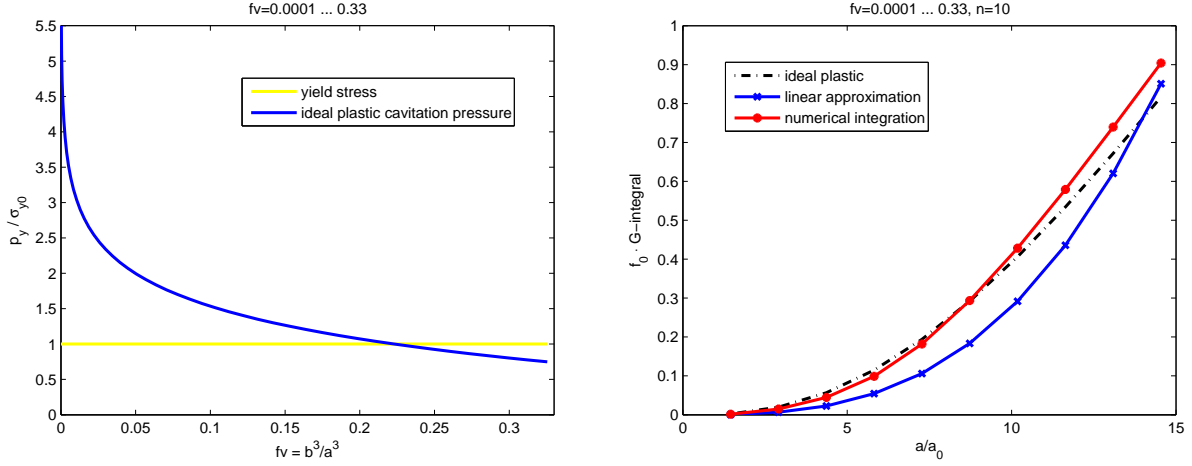 fv=0.0001 ... 0.33
5.5
5
4.5
4
3.5
3
2.5
2
1.5
1
0.5
0
p_y / σ_y0
yield stress
ideal plastic cavitation pressure
0 0.05 0.1 0.15 0.2 0.25 0.3
fv = b³/a³
fv=0.0001 ... 0.33, n=10
1
0.9
0.8
0.7
0.6
0.5
0.4
0.3
0.2
0.1
0
f_0 · G−integral
ideal plastic
linear approximation
numerical integration
0 5 10 15
a/a_0